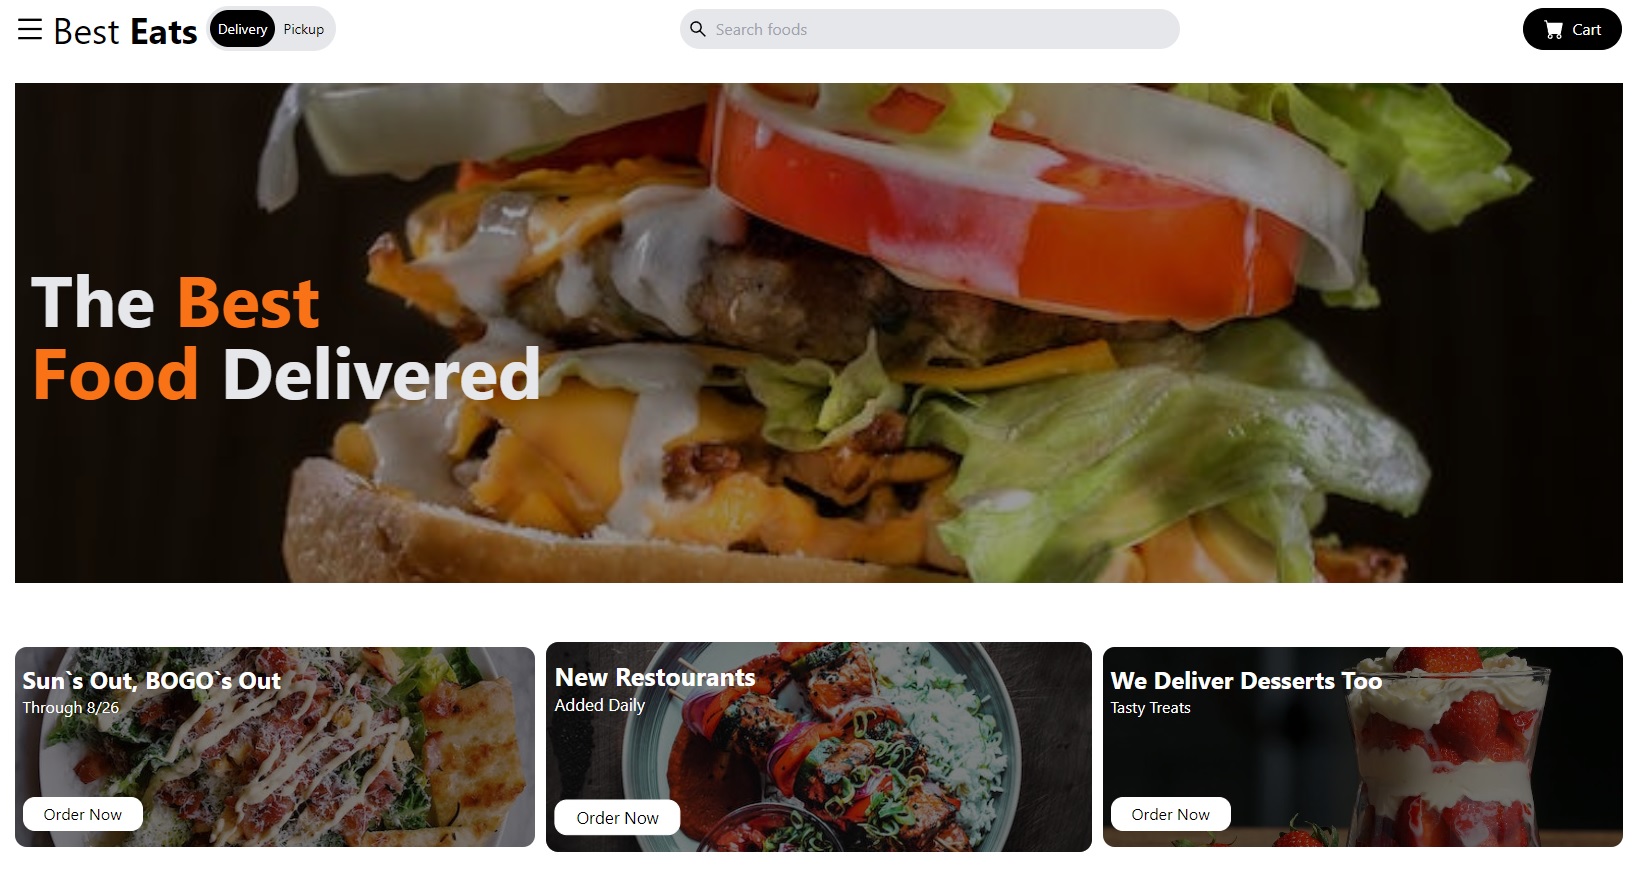 Best Eats
Delivery Pickup
Search foods
Cart
The Best
Food Delivered
Sun`s Out, BOGO`s Out
Through 8/26
Order Now
New Restourants
Added Daily
Order Now
We Deliver Desserts Too
Tasty Treats
Order Now